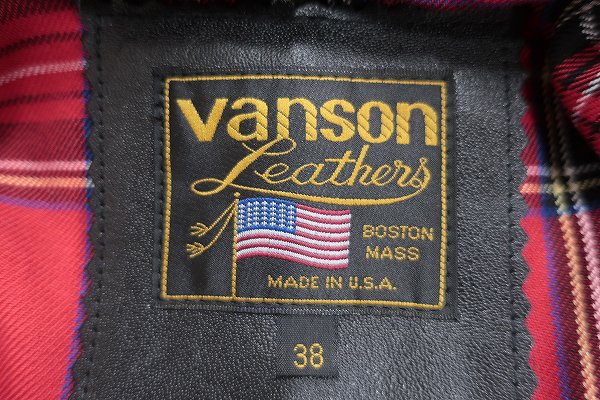 vanson
Leathers
BOSTON
MASS
MADE IN U.S.A.
38